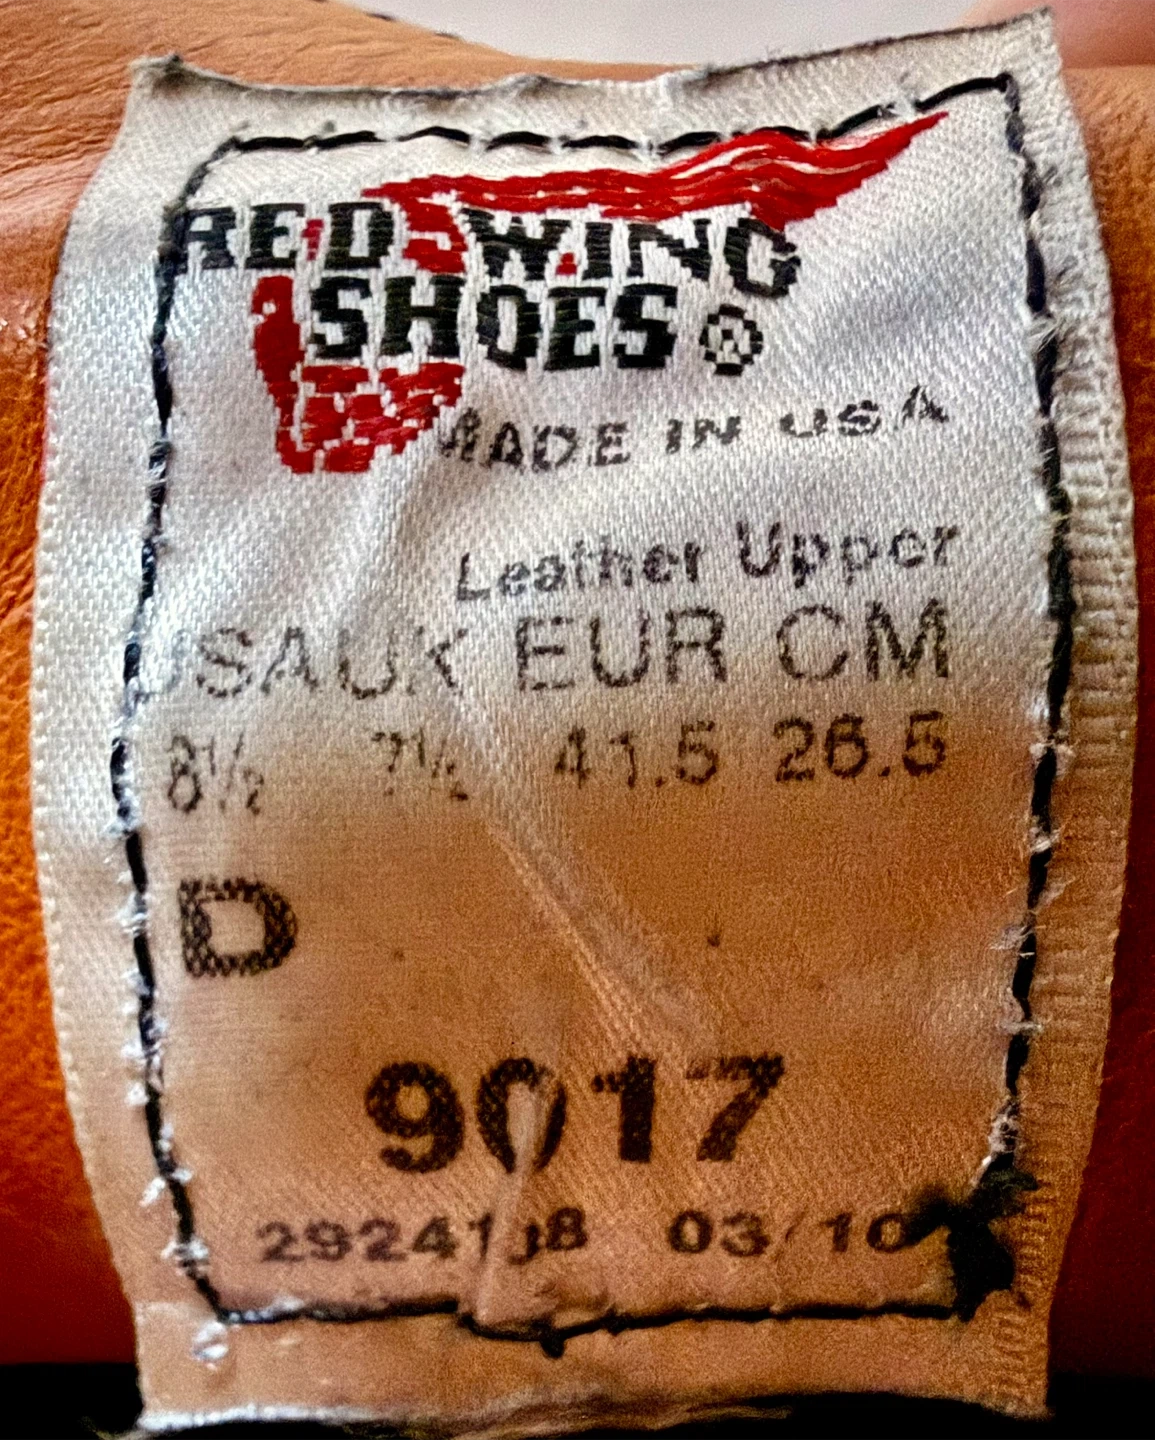 RED WING
SHOES®
MADE IN USA
Leather Upper
USA UK EUR CM
8½ 7½ 41.5 26.5
D
9017
03/10